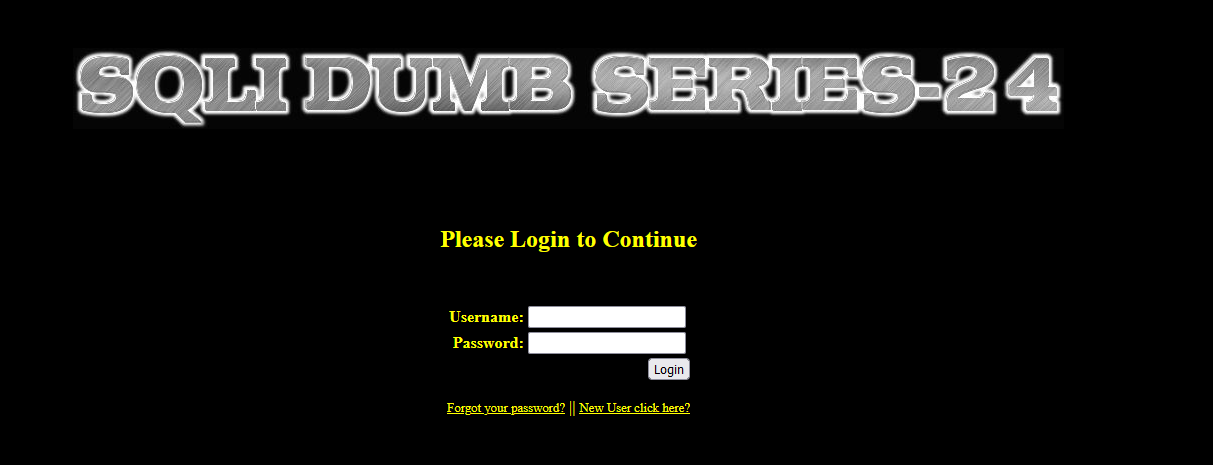 SQLI DUMB SERIES-24
Please Login to Continue
Username:
Password:
Login
Forgot your password? || New User click here?